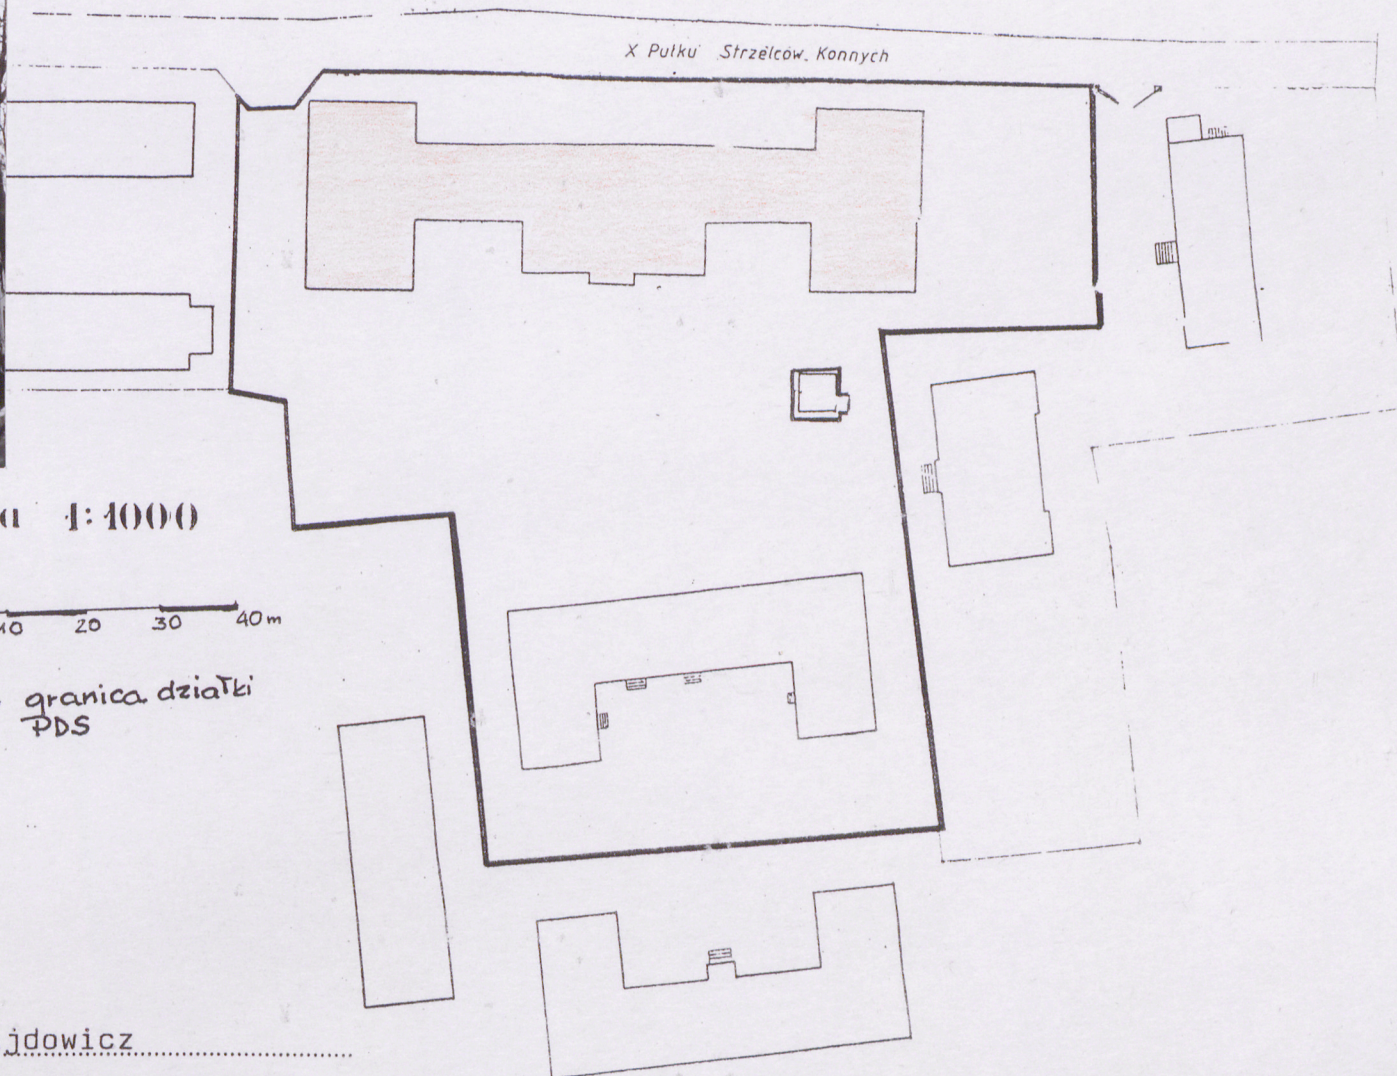 X Pułku Strzelców Konnych
1:1000
10 20 30 40m
granica działki
PDS
jdowicz